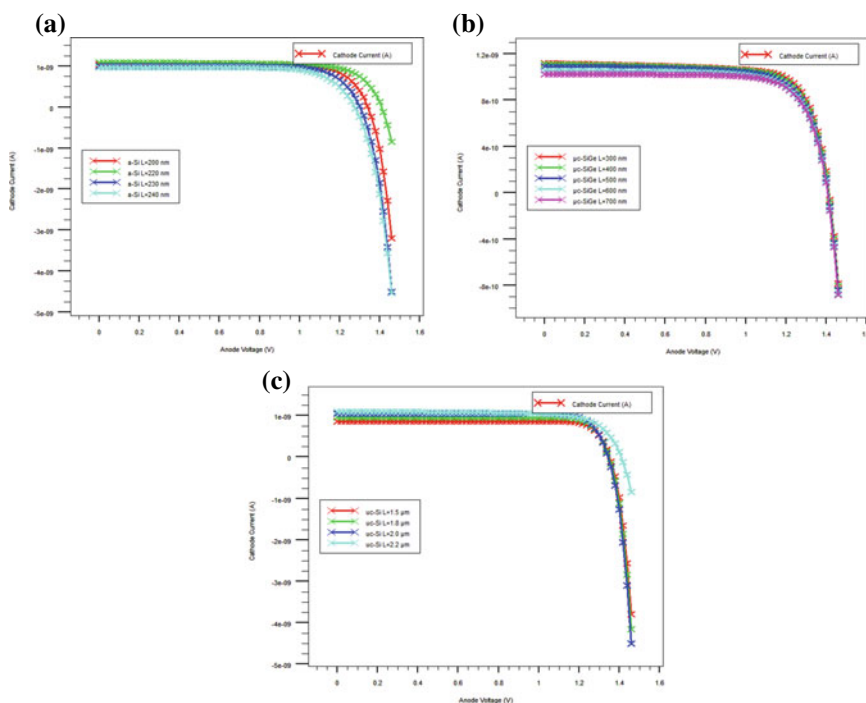 (a)
Cathode Current (A)
1e-09
0
-1e-09
-2e-09
-3e-09
-4e-09
-5e-09
Cathode Current (A)
a-Si L=200 nm
a-Si L=220 nm
a-Si L=230 nm
a-Si L=240 nm
0 0.2 0.4 0.6 0.8 1 1.2 1.4 1.6
Anode Voltage (V)
(b)
Cathode Current (A)
1.2e-09
8e-10
4e-10
0
-4e-10
-8e-10
Cathode Current (A)
μc-SiGe L=300 nm
μc-SiGe L=400 nm
μc-SiGe L=500 nm
μc-SiGe L=600 nm
μc-SiGe L=700 nm
0 0.2 0.4 0.6 0.8 1 1.2 1.4 1.6
Anode Voltage (V)
(c)
Cathode Current (A)
1e-09
0
-1e-09
-2e-09
-3e-09
-4e-09
-5e-09
Cathode Current (A)
uc-Si L=1.5 μm
uc-Si L=1.8 μm
uc-Si L=2.0 μm
uc-Si L=2.2 μm
0 0.2 0.4 0.6 0.8 1 1.2 1.4 1.6
Anode Voltage (V)